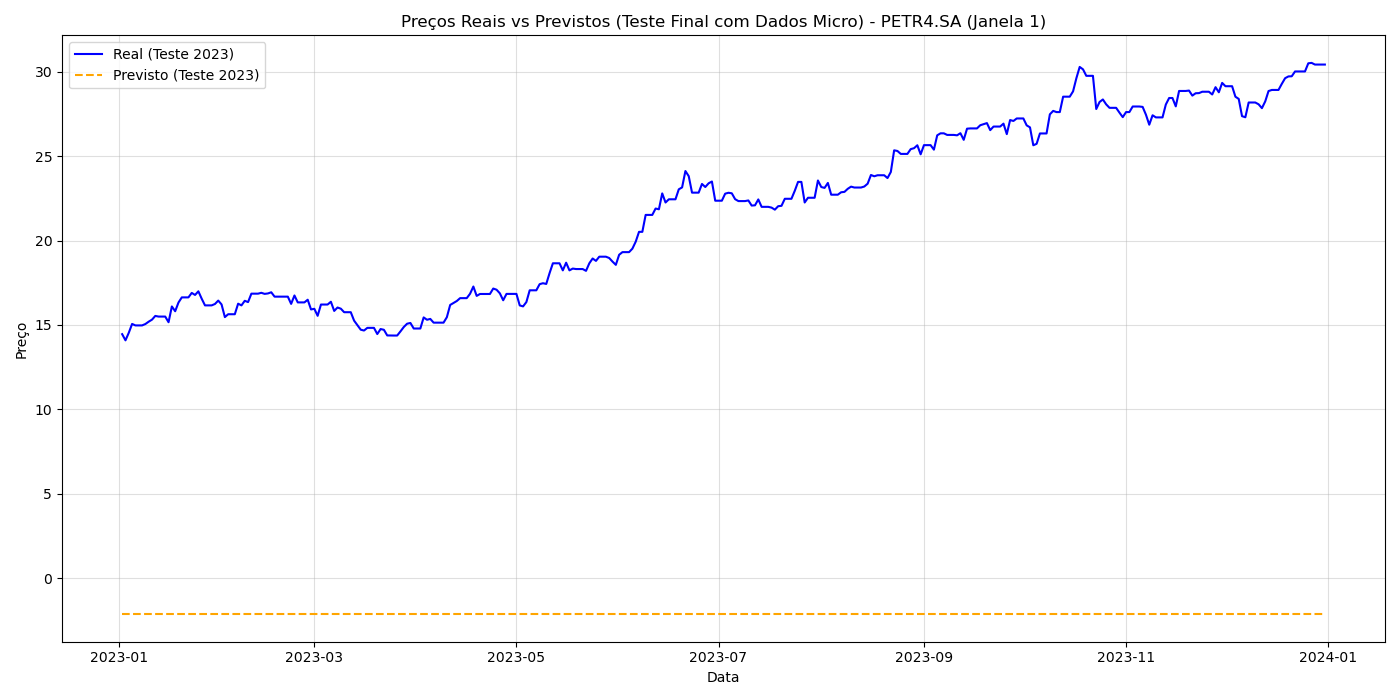 Preços Reais vs Previstos (Teste Final com Dados Micro) - PETR4.SA (Janela 1)
Real (Teste 2023)
Previsto (Teste 2023)
Preço
30
25
20
15
10
5
0
2023-01
2023-03
2023-05
2023-07
2023-09
2023-11
2024-01
Data